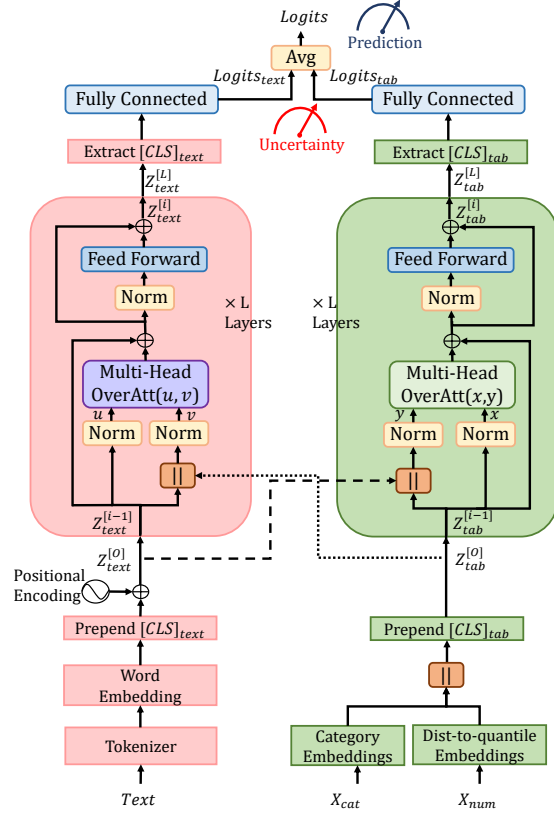 Logits
Prediction
Avg
Logits_text
Logits_tab
Fully Connected
Fully Connected
Uncertainty
Extract [CLS]_text
Extract [CLS]_tab
Z_text^[L]
Z_tab^[L]
Z_text^[i]
Z_tab^[i]
Feed Forward
Feed Forward
Norm
Norm
× L
Layers
× L
Layers
Multi-Head
OverAtt(u, v)
Multi-Head
OverAtt(x,y)
u
v
y
x
Norm
Norm
Norm
Norm
||
||
Z_text^[i−1]
Z_tab^[i−1]
Z_text^[O]
Z_tab^[O]
Positional
Encoding
Prepend [CLS]_text
Prepend [CLS]_tab
Word
Embedding
||
Tokenizer
Category
Embeddings
Dist-to-quantile
Embeddings
Text
X_cat
X_num